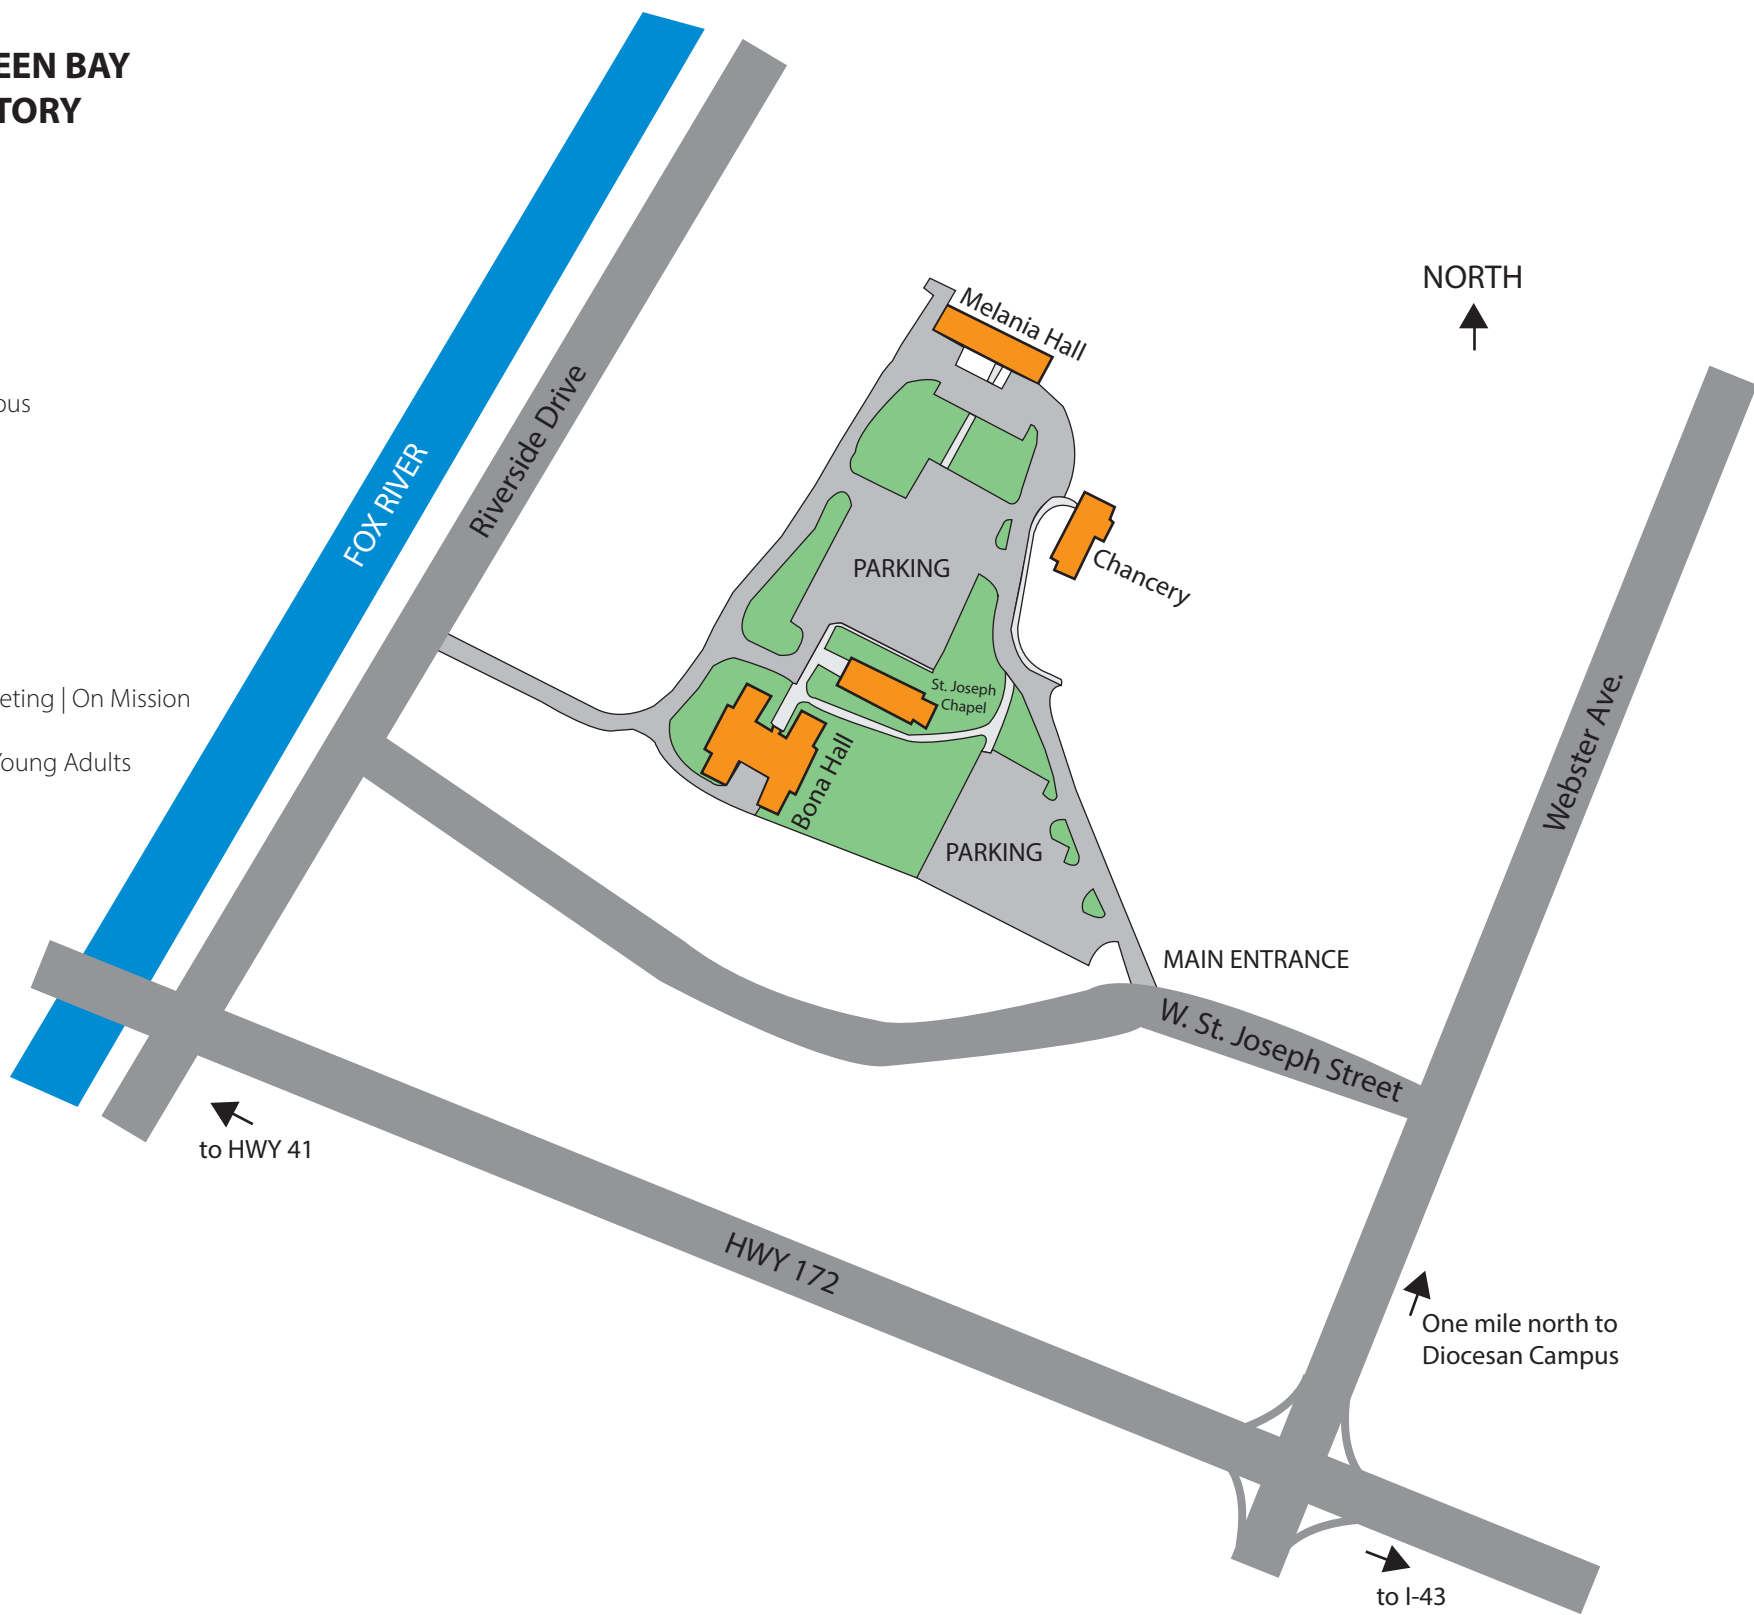 EEN BAY
TORY
ous
eting | On Mission
Young Adults
FOX RIVER
Riverside Drive
Melania Hall
NORTH
Chancery
PARKING
St. Joseph
Chapel
Bona Hall
PARKING
Webster Ave.
MAIN ENTRANCE
W. St. Joseph Street
to HWY 41
HWY 172
One mile north to
Diocesan Campus
to I-43